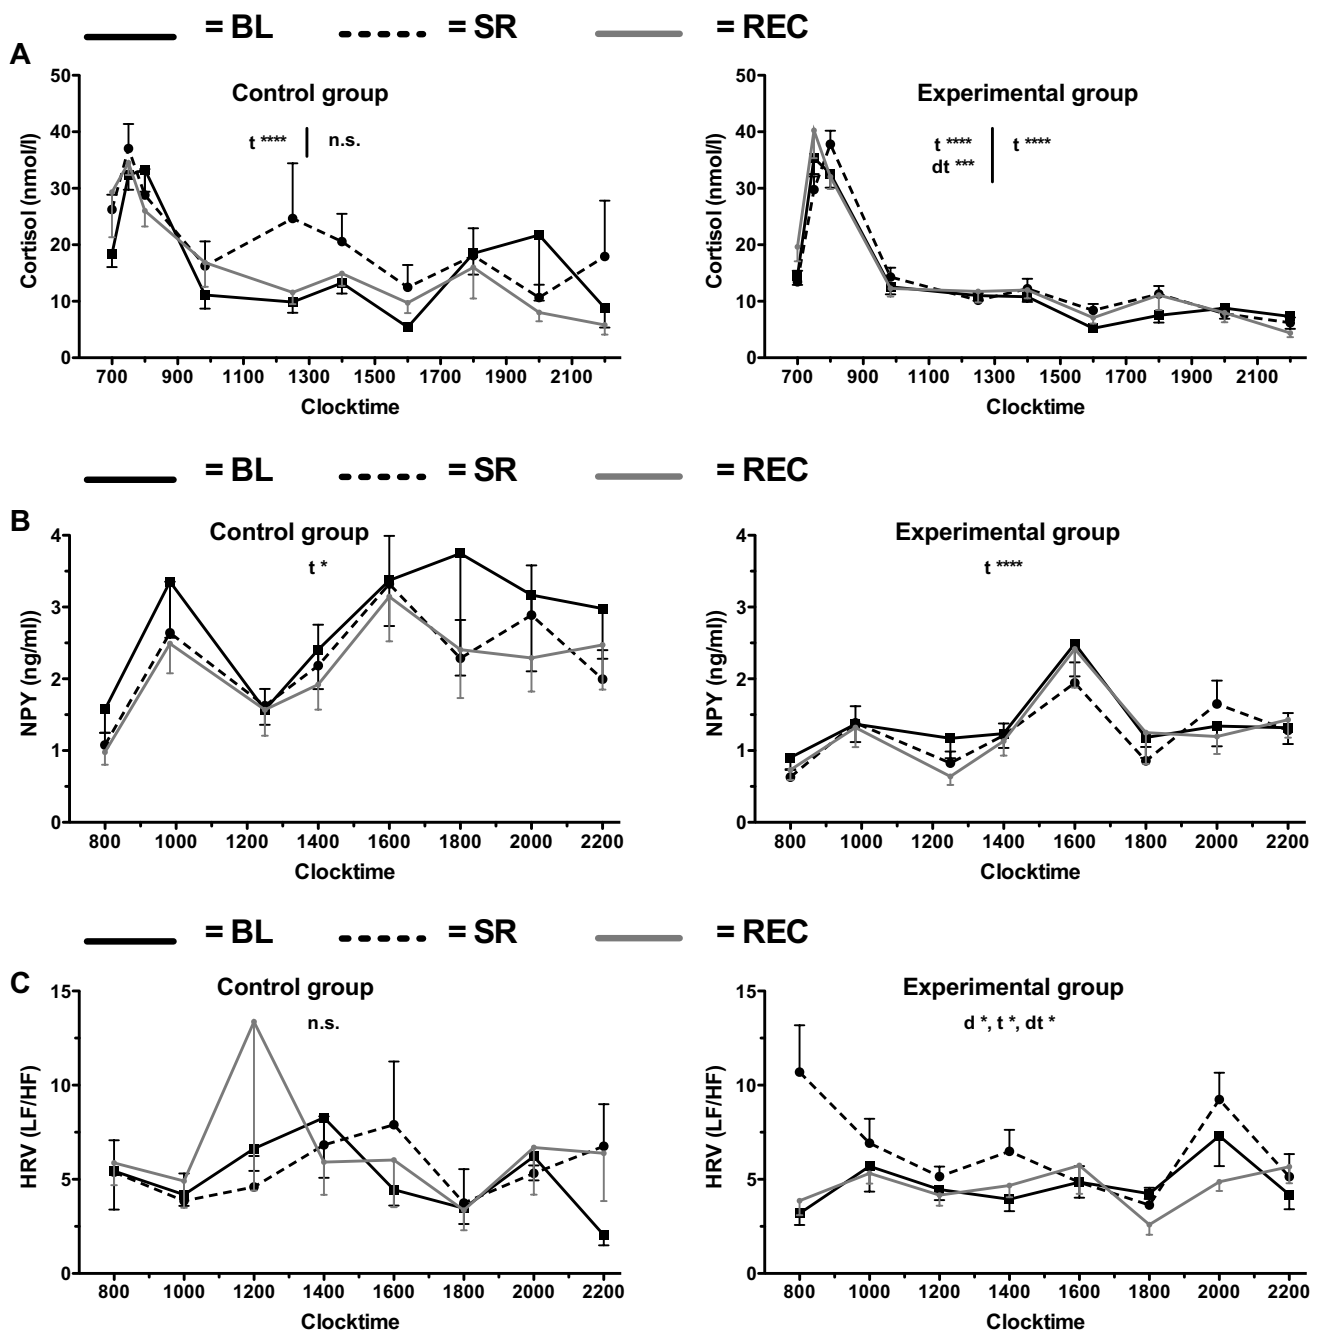 = BL = SR = REC
A
Control group
t **** n.s.
Cortisol (nmol/l)
50
40
30
20
10
0
700 900 1100 1300 1500 1700 1900 2100
Clocktime
Experimental group
t **** t ****
dt ***
Cortisol (nmol/l)
50
40
30
20
10
0
700 900 1100 1300 1500 1700 1900 2100
Clocktime
= BL = SR = REC
B
Control group
t *
NPY (ng/ml))
4
3
2
1
0
800 1000 1200 1400 1600 1800 2000 2200
Clocktime
Experimental group
t ****
NPY (ng/ml))
4
3
2
1
0
800 1000 1200 1400 1600 1800 2000 2200
Clocktime
= BL = SR = REC
C
Control group
n.s.
HRV (LF/HF)
15
10
5
0
800 1000 1200 1400 1600 1800 2000 2200
Clocktime
Experimental group
d *, t *, dt *
HRV (LF/HF)
15
10
5
0
800 1000 1200 1400 1600 1800 2000 2200
Clocktime